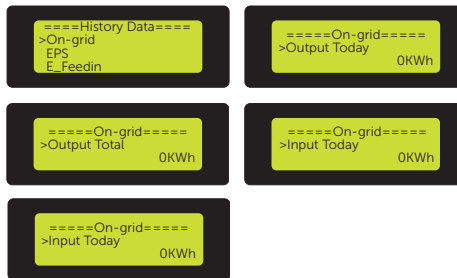 ====History Data====
>On-grid
EPS
E_Feedin
=====On-grid=====
>Output Today
0KWh
=====On-grid=====
>Output Total
0KWh
=====On-grid=====
>Input Today
0KWh
=====On-grid=====
>Input Today
0KWh